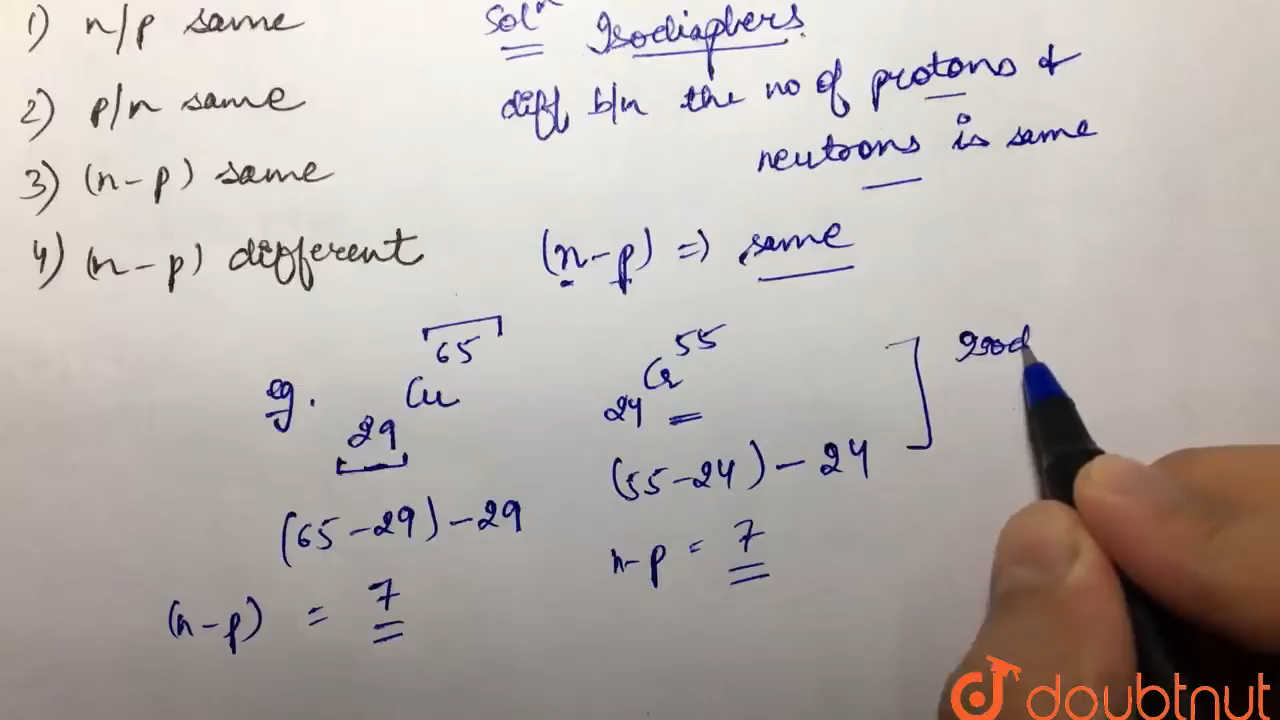 1) n/p same
2) p/n same
3) (n-p) same
4) (n-p) different
Solⁿ Isodiaphers.
diff b/n the no of protons &
neutrons is same
(n-p) => same
eg. 29 Cu 65
(65-29)-29
(n-p) = 7
24 Cr 55
(55-24)-24
n-p = 7
] Isod
doubtnut